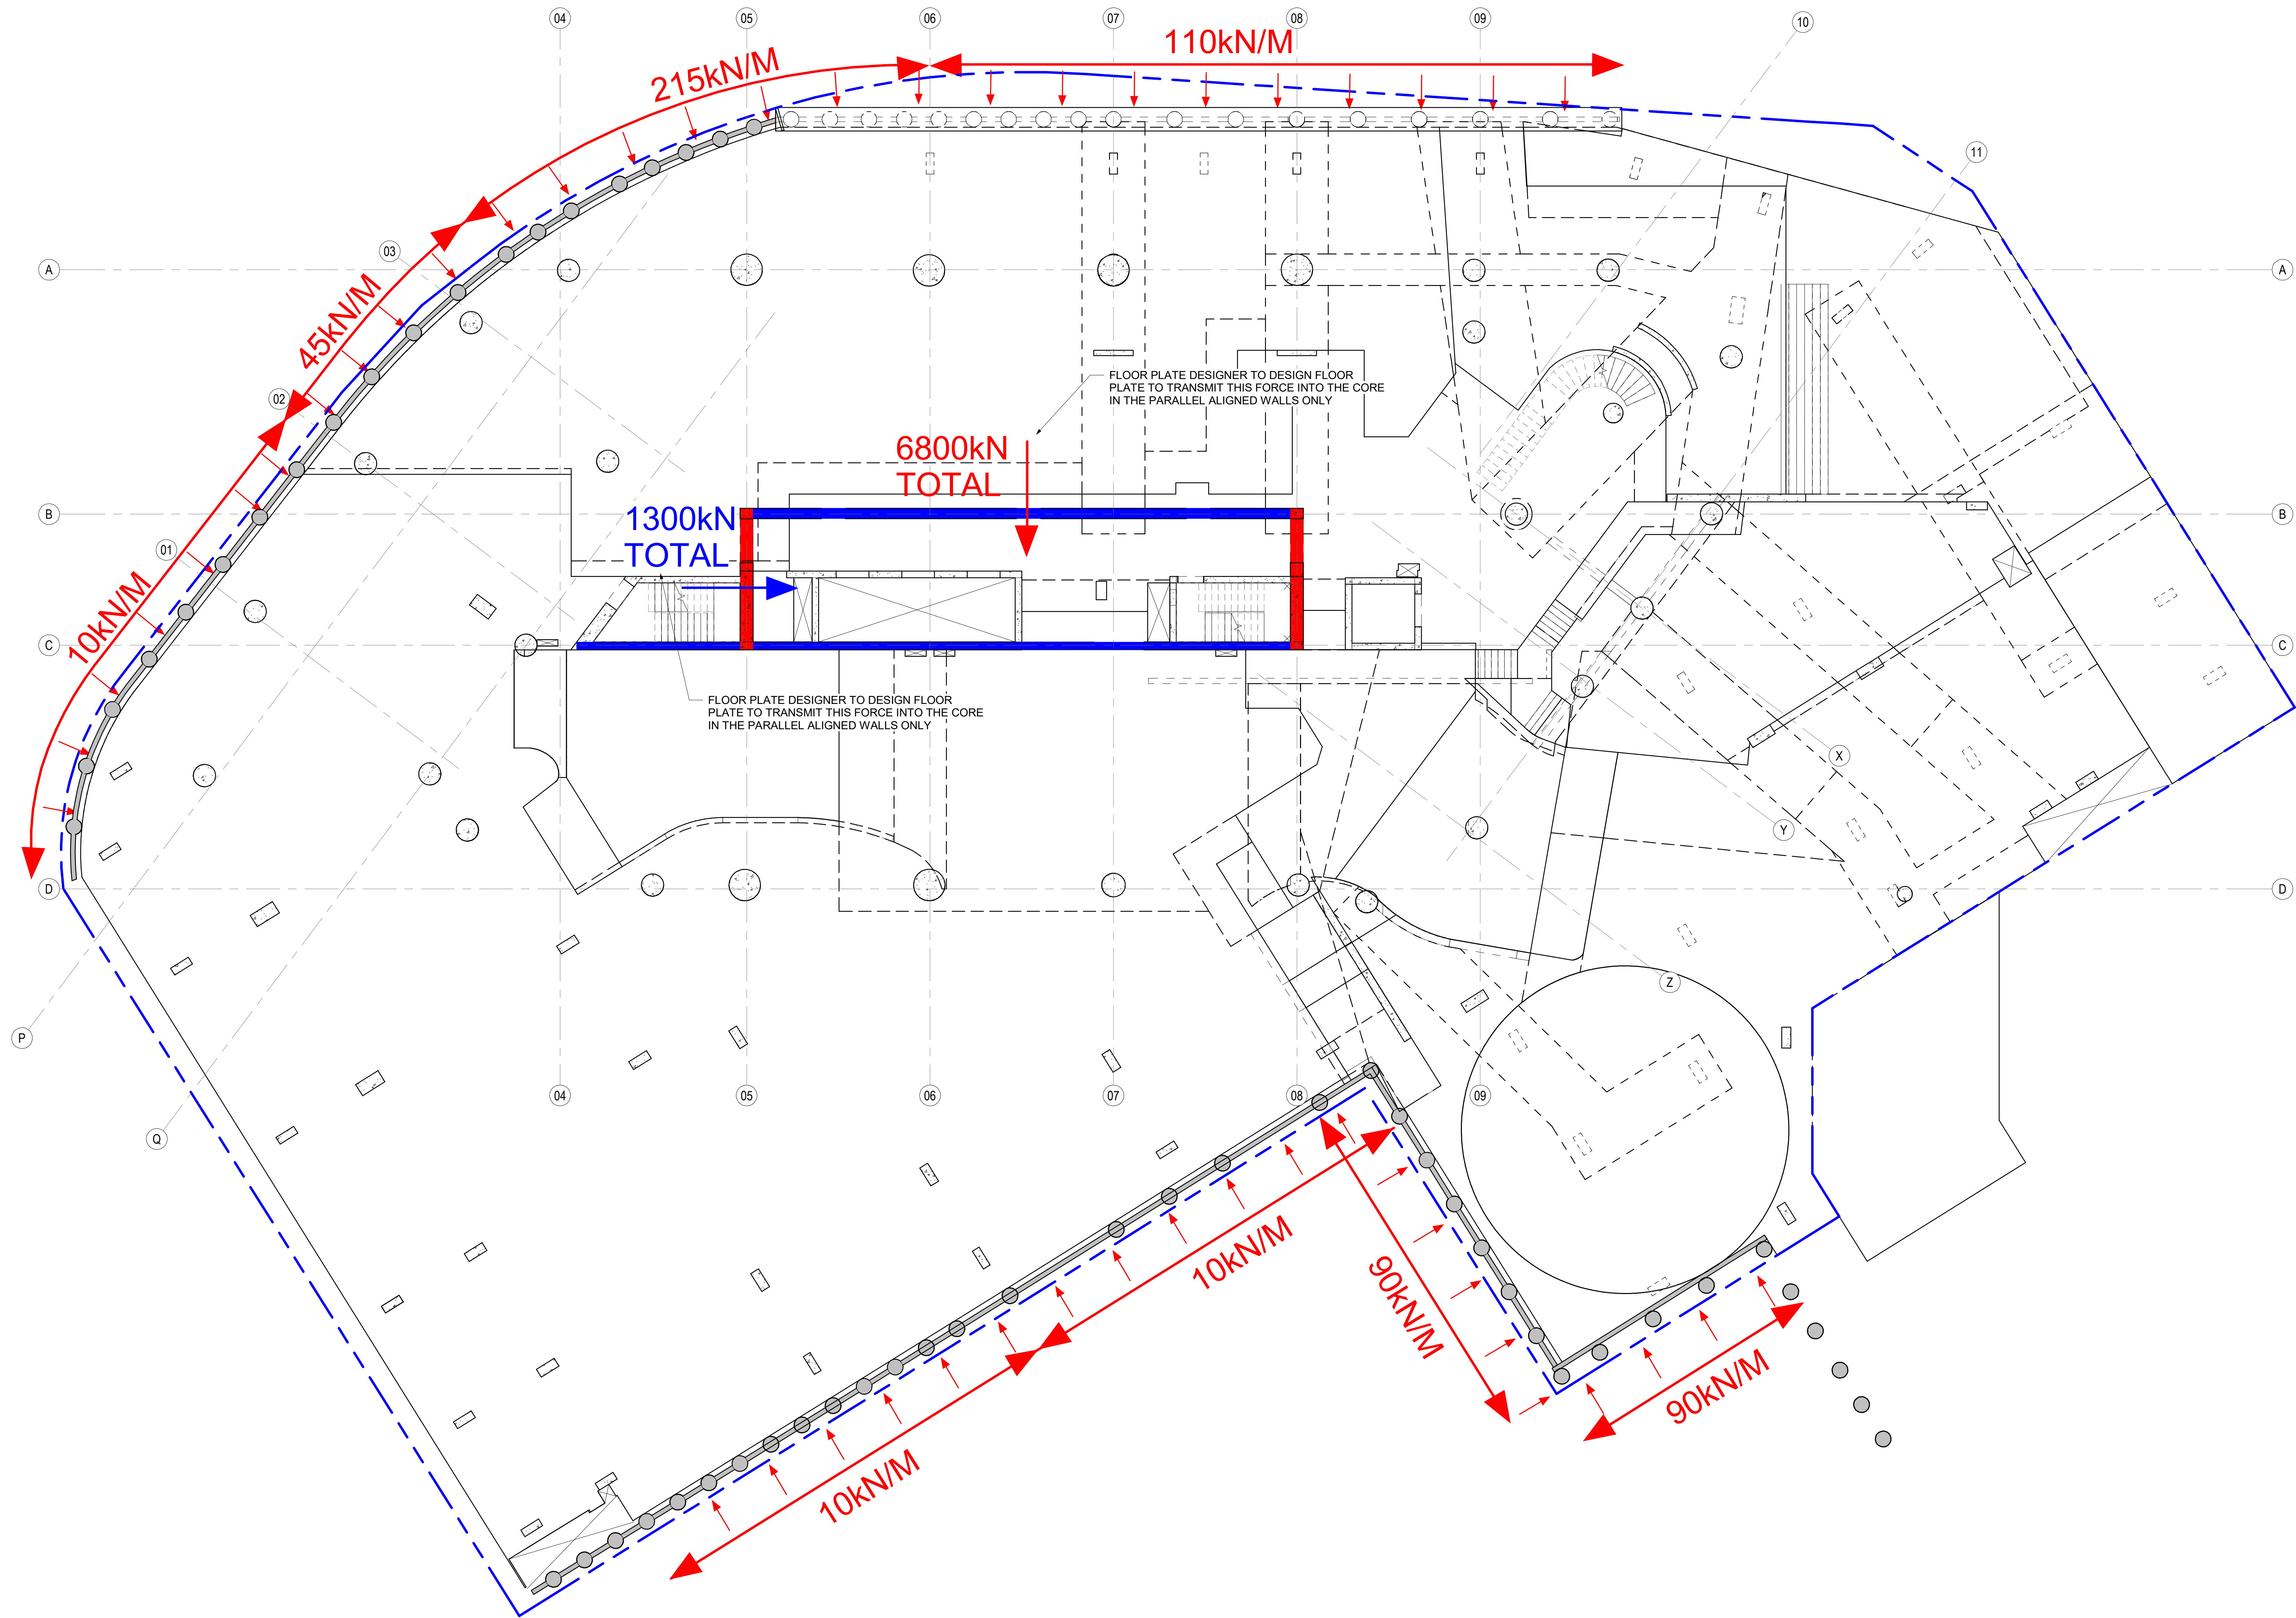 04
05
06
07
08
09
10
110kN/M
215kN/M
11
03
A
A
45kN/M
FLOOR PLATE DESIGNER TO DESIGN FLOOR
PLATE TO TRANSMIT THIS FORCE INTO THE CORE
IN THE PARALLEL ALIGNED WALLS ONLY
02
6800kN
TOTAL
B
1300kN
TOTAL
B
01
10kN/M
C
C
FLOOR PLATE DESIGNER TO DESIGN FLOOR
PLATE TO TRANSMIT THIS FORCE INTO THE CORE
IN THE PARALLEL ALIGNED WALLS ONLY
X
Y
D
D
Z
P
04
05
06
07
08
09
Q
10kN/M
90kN/M
90kN/M
10kN/M